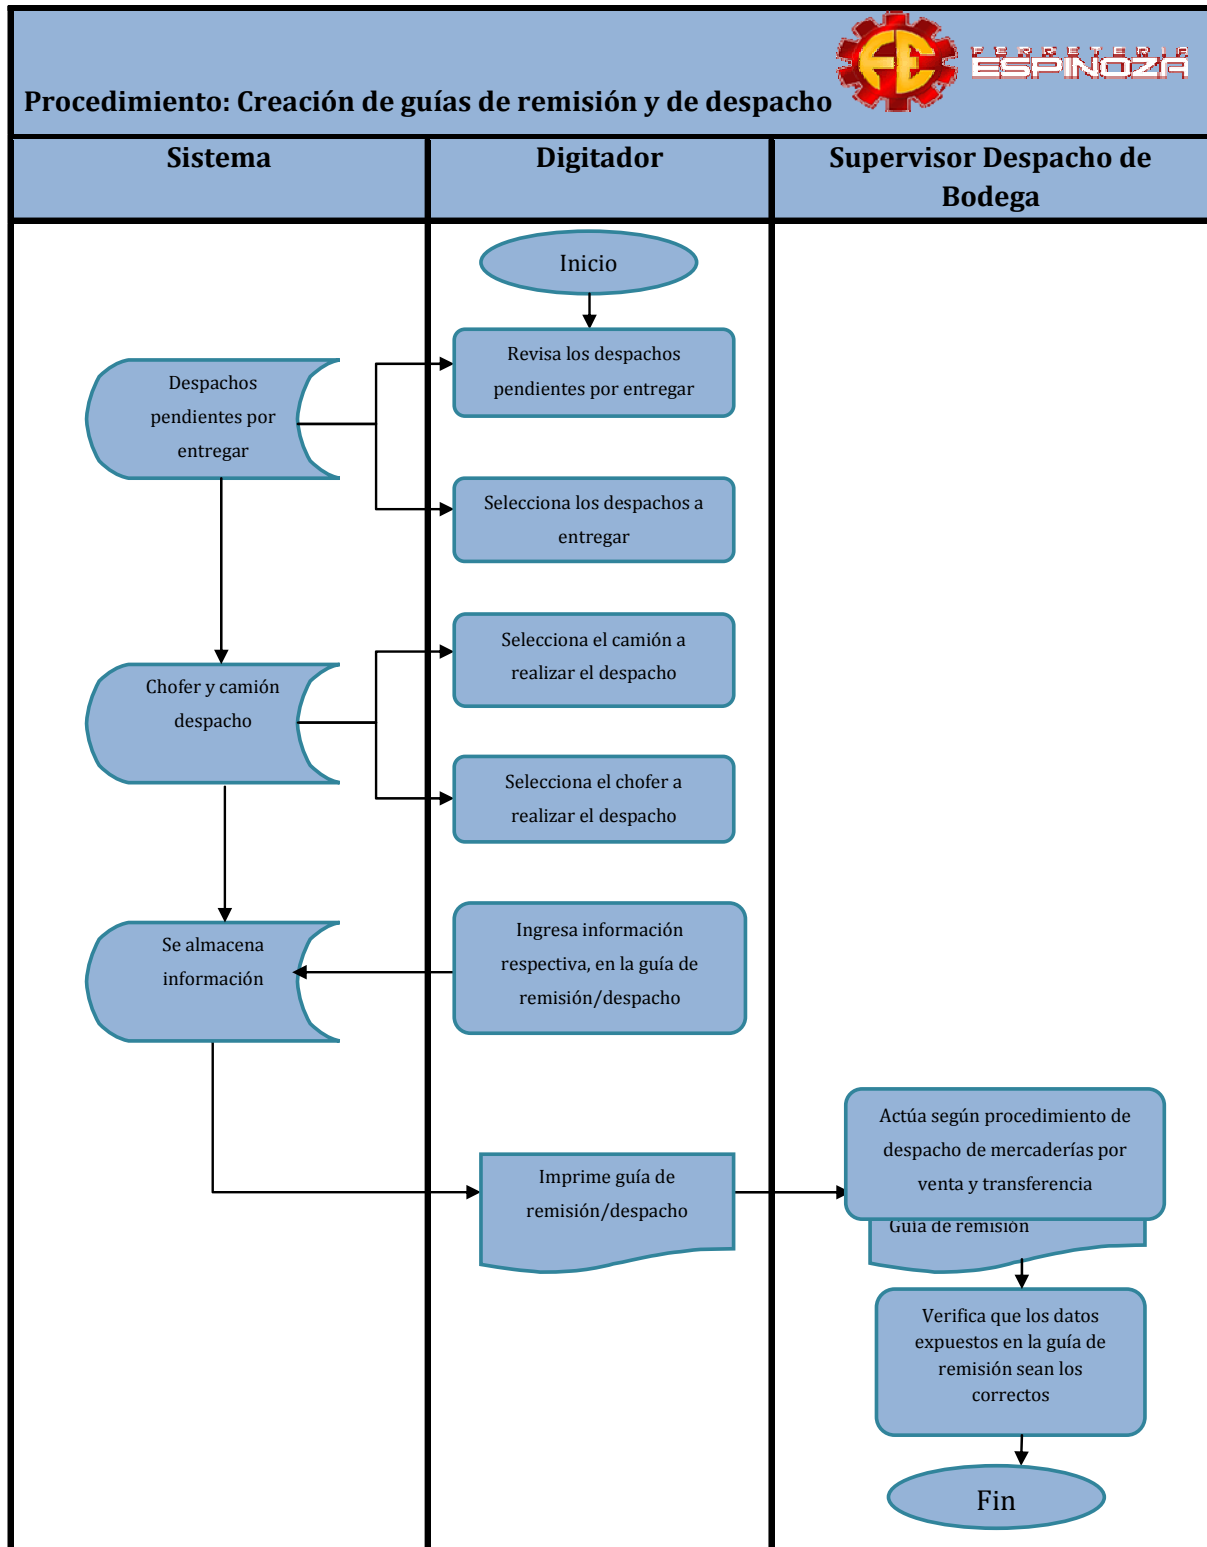 FERRETERIA
ESPINOZA
Procedimiento: Creación de guías de remisión y de despacho
Sistema
Digitador
Supervisor Despacho de
Bodega
Inicio
Revisa los despachos
pendientes por entregar
Despachos
pendientes por
entregar
Selecciona los despachos a
entregar
Selecciona el camión a
realizar el despacho
Chofer y camión
despacho
Selecciona el chofer a
realizar el despacho
Ingresa información
respectiva, en la guía de
remisión/despacho
Se almacena
información
Actúa según procedimiento de
despacho de mercaderías por
venta y transferencia
Imprime guía de
remisión/despacho
Guía de remisión
Verifica que los datos
expuestos en la guía de
remisión sean los
correctos
Fin